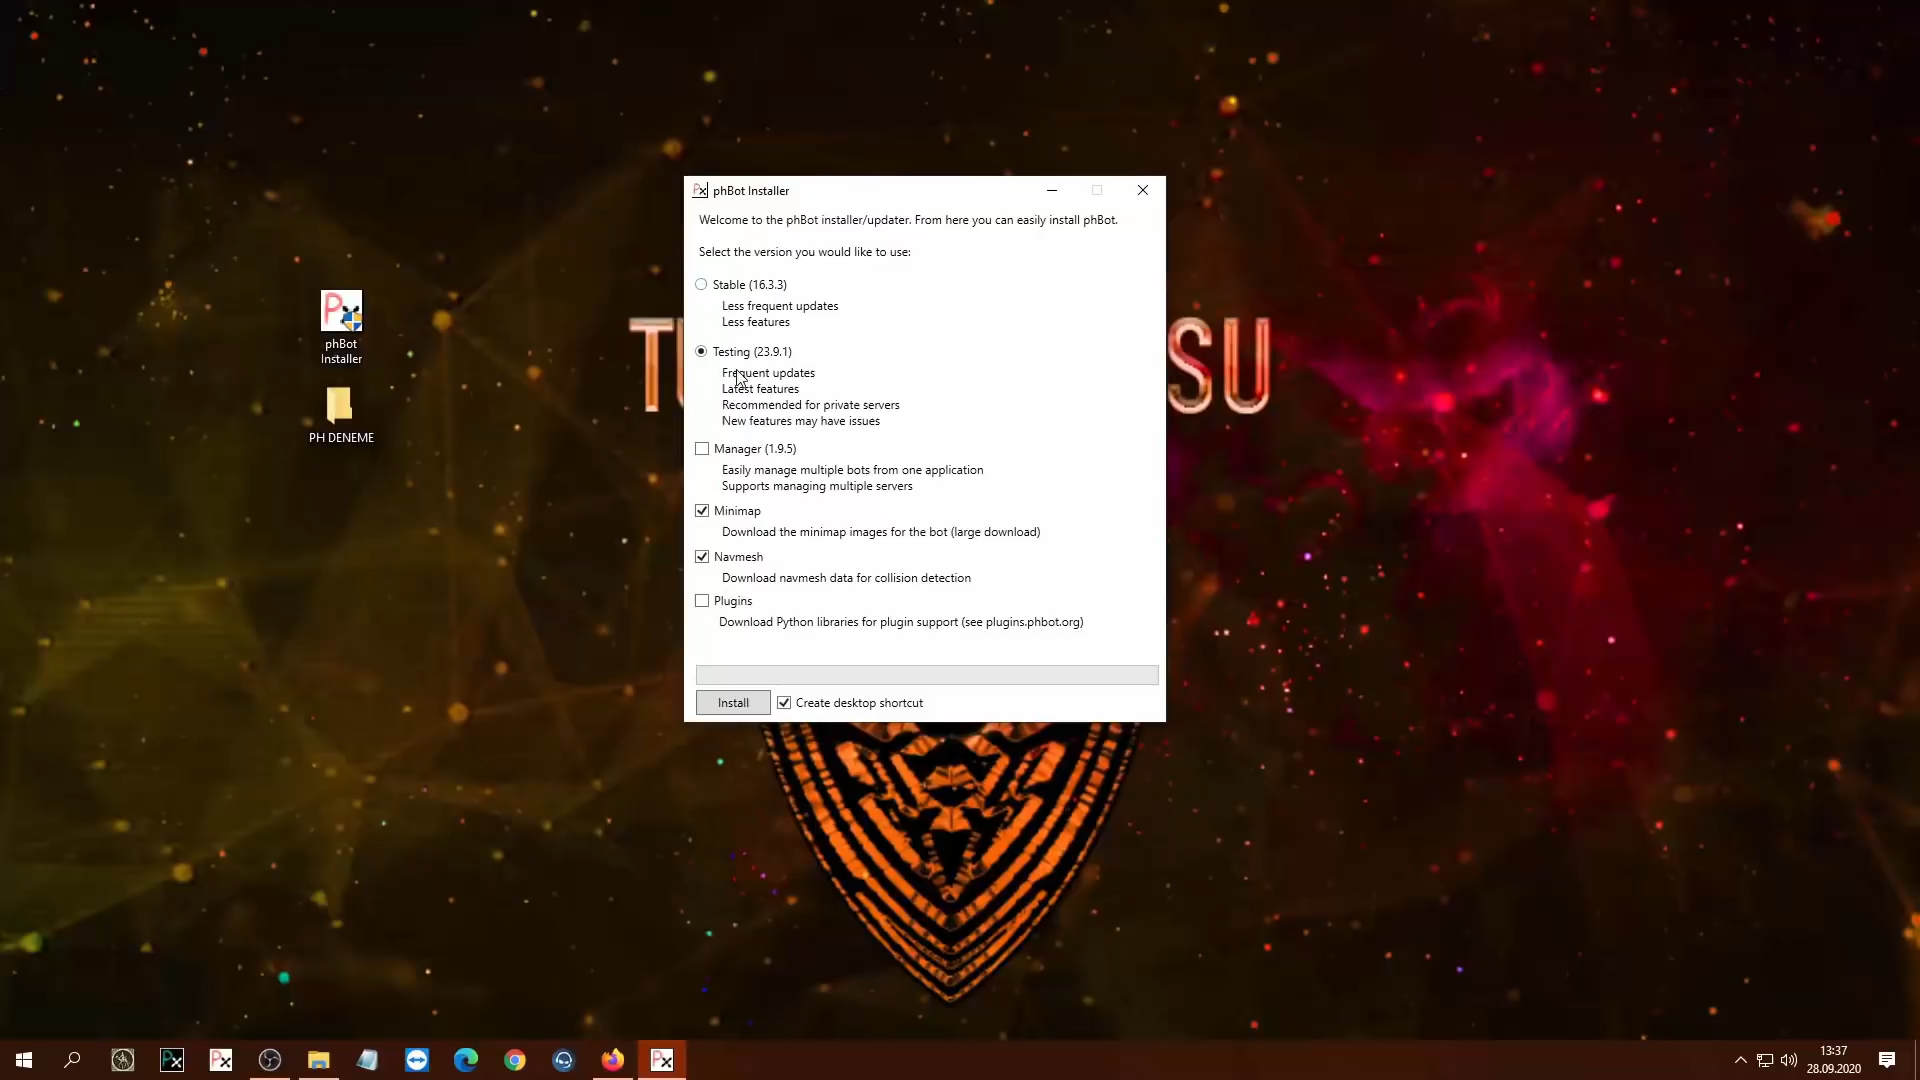 phBot Installer
Welcome to the phBot installer/updater. From here you can easily install phBot.
Select the version you would like to use:
Stable (16.3.3)
Less frequent updates
Less features
Testing (23.9.1)
Frequent updates
Latest features
Recommended for private servers
New features may have issues
Manager (1.9.5)
Easily manage multiple bots from one application
Supports managing multiple servers
Minimap
Download the minimap images for the bot (large download)
Navmesh
Download navmesh data for collision detection
Plugins
Download Python libraries for plugin support (see plugins.phbot.org)
Install
Create desktop shortcut
phBot
Installer
PH DENEME
SU
13:37
28.09.2020